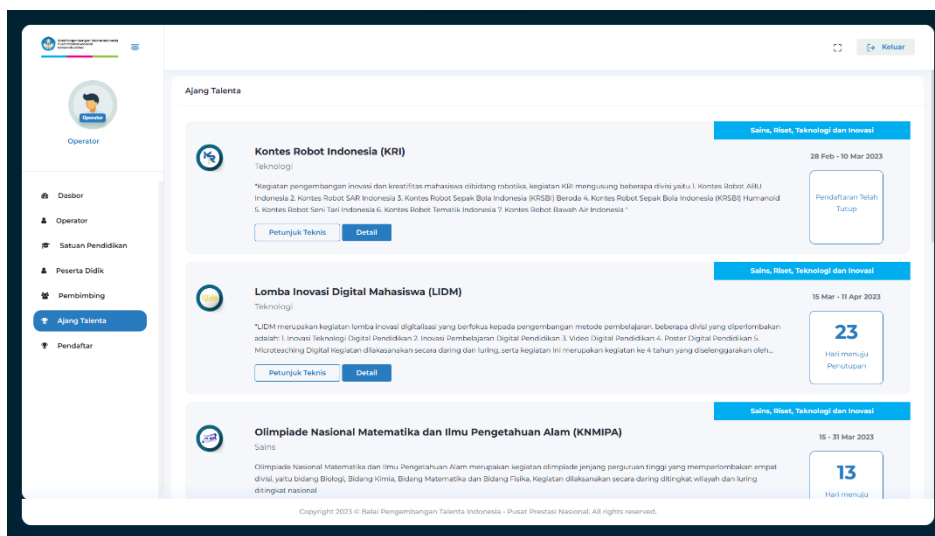 Keluar
Operator
Operator
Dasbor
Operator
Satuan Pendidikan
Peserta Didik
Pembimbing
Ajang Talenta
Pendaftar
Ajang Talenta
Sains, Riset, Teknologi dan Inovasi
Kontes Robot Indonesia (KRI)
Teknologi
28 Feb - 10 Mar 2023
"Kegiatan pengembangan inovasi dan kreatifitas mahasiswa dibidang robotika, kegiatan KRI mengusung beberapa divisi yaitu 1. Kontes Robot ABU
Indonesia 2. Kontes Robot SAR Indonesia 3. Kontes Robot Sepak Bola Indonesia (KRSBI) Beroda 4. Kontes Robot Sepak Bola Indonesia (KRSBI) Humanoid
5. Kontes Robot Seni Tari Indonesia 6. Kontes Robot Tematik Indonesia 7. Kontes Robot Bawah Air Indonesia "
Pendaftaran Telah
Tutup
Petunjuk Teknis
Detail
Sains, Riset, Teknologi dan Inovasi
Lomba Inovasi Digital Mahasiswa (LIDM)
Teknologi
15 Mar - 11 Apr 2023
"LIDM merupakan kegiatan lomba inovasi digitalisasi yang berfokus kepada pengembangan metode pembelajaran. beberapa divisi yang diperlombakan
adalah: 1. Inovasi Teknologi Digital Pendidikan 2. Inovasi Pembelajaran Digital Pendidikan 3. Video Digital Pendidikan 4. Poster Digital Pendidikan 5.
Microteaching Digital Kegiatan dilakasanakan secara daring dan luring, serta kegiatan ini merupakan kegiatan ke 4 tahun yang diselenggarakan oleh...
23
Hari menuju
Penutupan
Petunjuk Teknis
Detail
Sains, Riset, Teknologi dan Inovasi
Olimpiade Nasional Matematika dan Ilmu Pengetahuan Alam (KNMIPA)
Sains
15 - 31 Mar 2023
Olimpiade Nasional Matematika dan Ilmu Pengetahuan Alam merupakan kegiatan olimpiade jenjang perguruan tinggi yang memperlombakan empat
divisi, yaitu bidang Biologi, Bidang Kimia, Bidang Matematika dan Bidang Fisika, Kegiatan dilaksanakan secara daring ditingkat wilayah dan luring
ditingkat nasional
13
Hari menuju
Copyright 2023 © Balai Pengembangan Talenta Indonesia - Pusat Prestasi Nasional. All rights reserved.